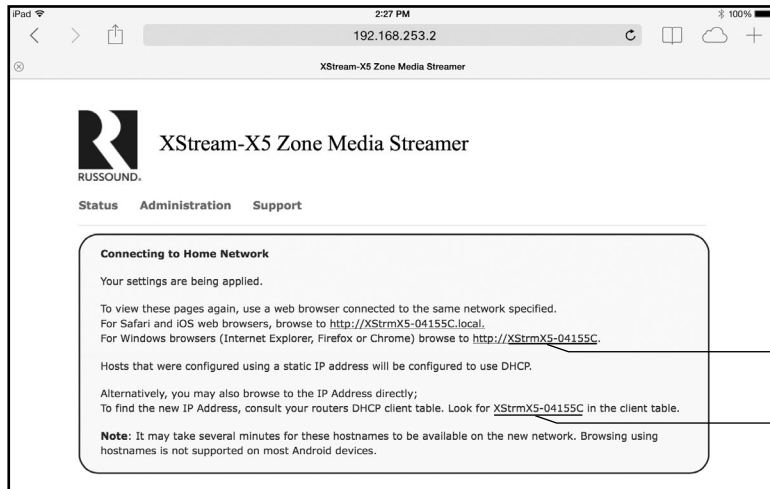 iPad 2:27 PM 100%
192.168.253.2
XStream-X5 Zone Media Streamer
RUSSOUND®
XStream-X5 Zone Media Streamer
Status Administration Support
Connecting to Home Network
Your settings are being applied.
To view these pages again, use a web browser connected to the same network specified.
For Safari and iOS web browsers, browse to http://XStrmX5-04155C.local.
For Windows browsers (Internet Explorer, Firefox or Chrome) browse to http://XStrmX5-04155C.
Hosts that were configured using a static IP address will be configured to use DHCP.
Alternatively, you may also browse to the IP Address directly;
To find the new IP Address, consult your routers DHCP client table. Look for XStrmX5-04155C in the client table.
Note: It may take several minutes for these hostnames to be available on the new network. Browsing using
hostnames is not supported on most Android devices.